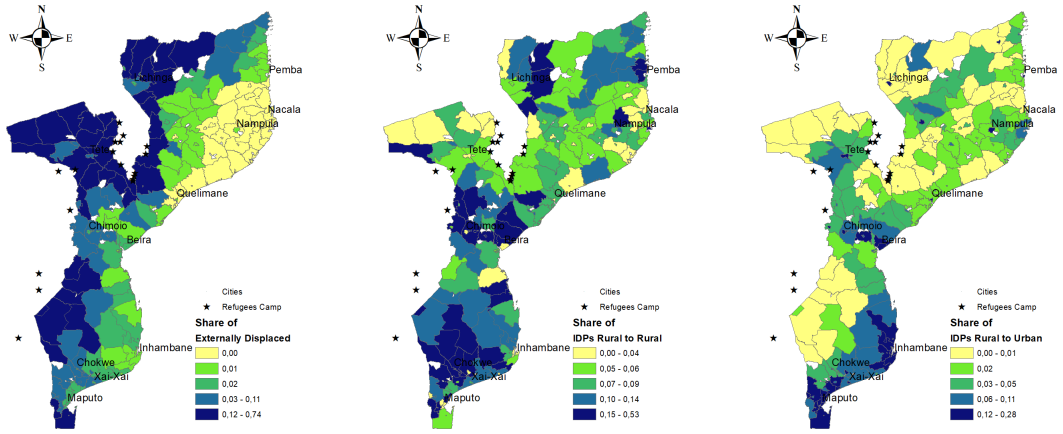 N
W E
S
Lichinga
Pemba
Nacala
Nampula
Tete
Quelimane
Chimoio
Beira
Inhambane
Chokwe
Xai-Xai
Maputo
Cities
Refugees Camp
Share of
Externally Displaced
0,00
0,01
0,02
0,03 - 0,11
0,12 - 0,74
N
W E
S
Lichinga
Pemba
Nacala
Nampula
Tete
Quelimane
Chimoio
Beira
Inhambane
Chokwe
Xai-Xai
Maputo
Cities
Refugees Camp
Share of
IDPs Rural to Rural
0,00 - 0,04
0,05 - 0,06
0,07 - 0,09
0,10 - 0,14
0,15 - 0,53
N
W E
S
Lichinga
Pemba
Nacala
Nampula
Tete
Quelimane
Chimoio
Beira
Inhambane
Chokwe
Xai-Xai
Maputo
Cities
Refugees Camp
Share of
IDPs Rural to Urban
0,00 - 0,01
0,02
0,03 - 0,05
0,06 - 0,11
0,12 - 0,28